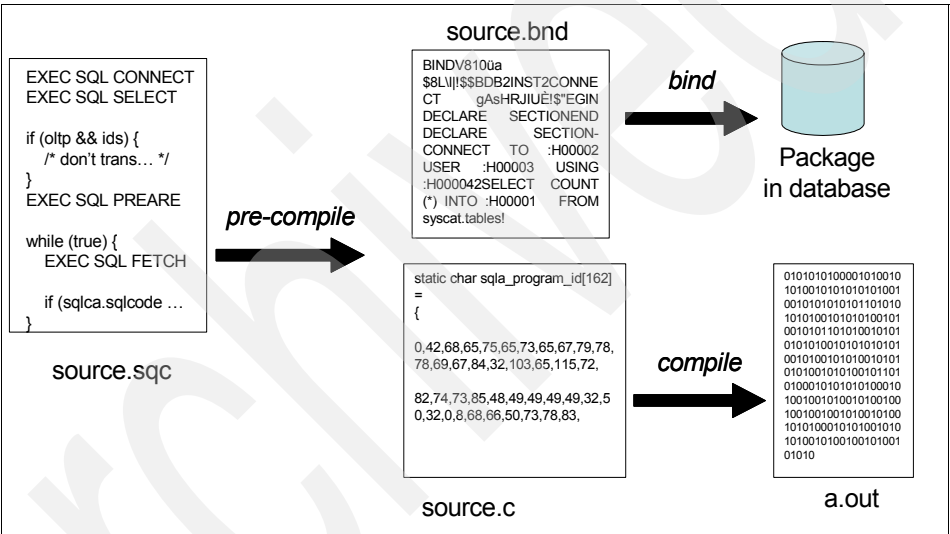 EXEC SQL CONNECT
EXEC SQL SELECT
if (oltp && ids) {
/* don't trans… */
}
EXEC SQL PREARE
while (true) {
EXEC SQL FETCH
if (sqlca.sqlcode …
}
source.sqc
pre-compile
source.bnd
BINDV810üa
$8L\I|!$$BDB2INST2CONNE
CT gAsHRJIUÈ!$"EGIN
DECLARE SECTIONEND
DECLARE SECTION-
CONNECT TO :H00002
USER :H00003 USING
:H000042SELECT COUNT
(*) INTO :H00001 FROM
syscat.tables!
bind
Package
in database
static char sqla_program_id[162]
=
{
0,42,68,65,75,65,73,65,67,79,78,
78,69,67,84,32,103,65,115,72,
82,74,73,85,48,49,49,49,49,32,5
0,32,0,8,68,66,50,73,78,83,
source.c
compile
0101010100001010010
1010010101010101001
0010101010101101010
1010100101010100101
0010101101010010101
0101010010101010101
0010100101010010101
0101001010100101101
0100010101010100010
1001001010010100100
1001001001010010100
1010100010101001010
1010010100100101001
01010
a.out
archived